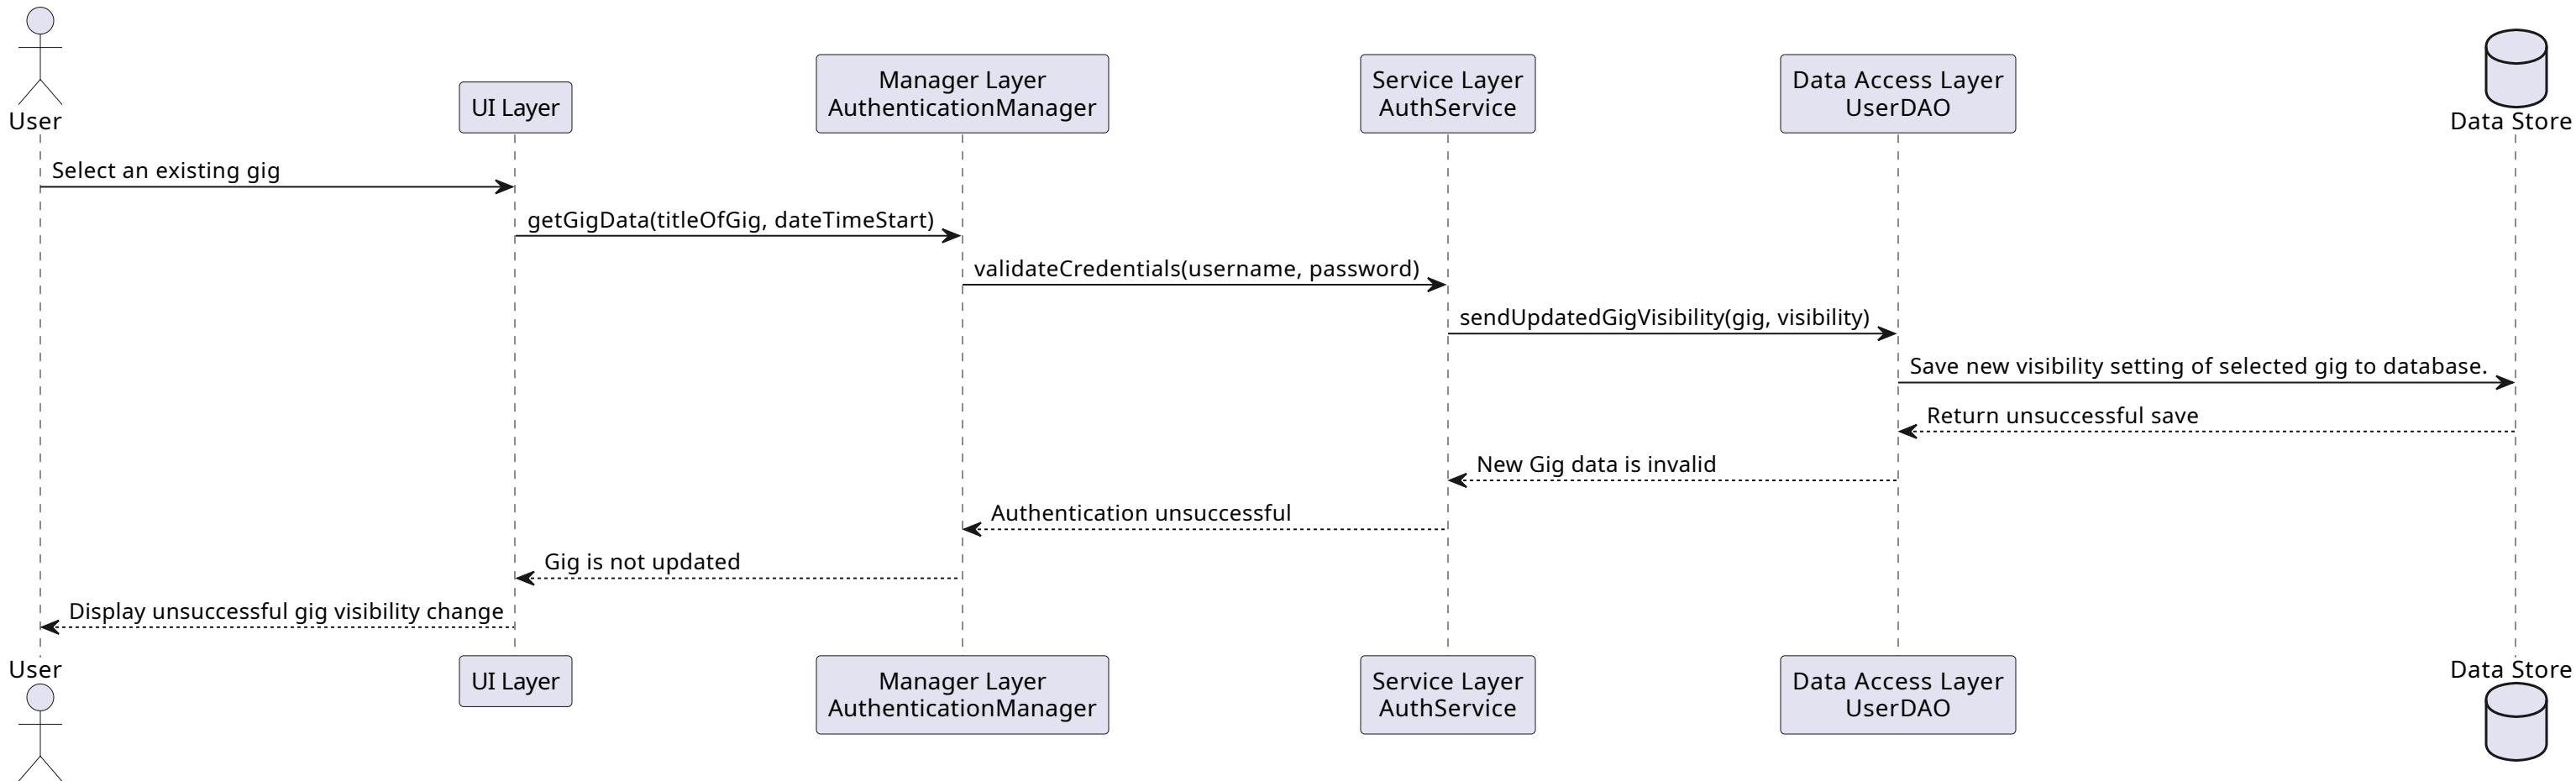 User
UI Layer
Manager Layer
AuthenticationManager
Service Layer
AuthService
Data Access Layer
UserDAO
Data Store
Select an existing gig
getGigData(titleOfGig, dateTimeStart)
validateCredentials(username, password)
sendUpdatedGigVisibility(gig, visibility)
Save new visibility setting of selected gig to database.
Return unsuccessful save
New Gig data is invalid
Authentication unsuccessful
Gig is not updated
Display unsuccessful gig visibility change
User
UI Layer
Manager Layer
AuthenticationManager
Service Layer
AuthService
Data Access Layer
UserDAO
Data Store